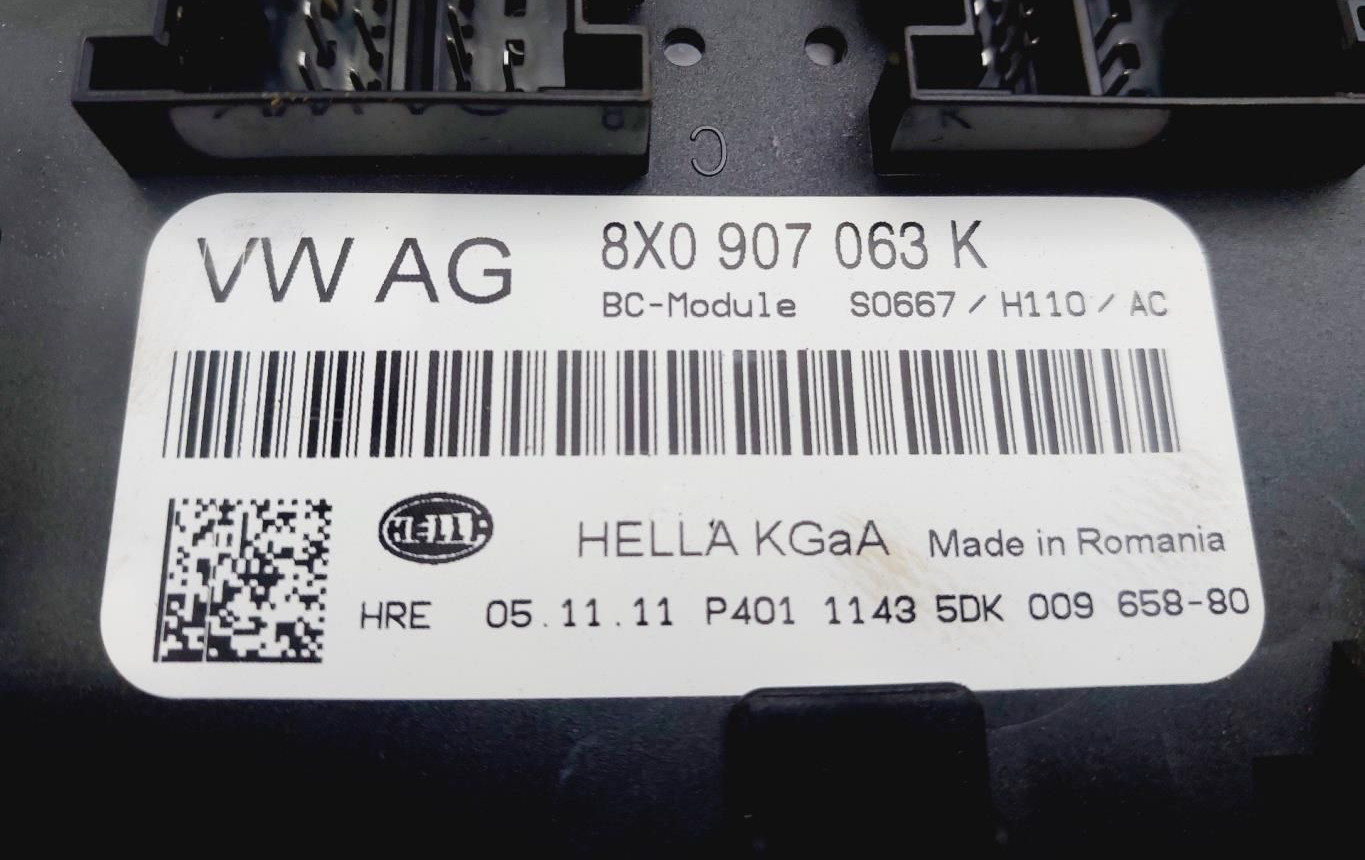 C
VW AG 8X0 907 063 K
BC-Module S0667 / H110 / AC
HELLA HELLA KGaA Made in Romania
HRE 05.11.11 P401 1143 5DK 009 658-80